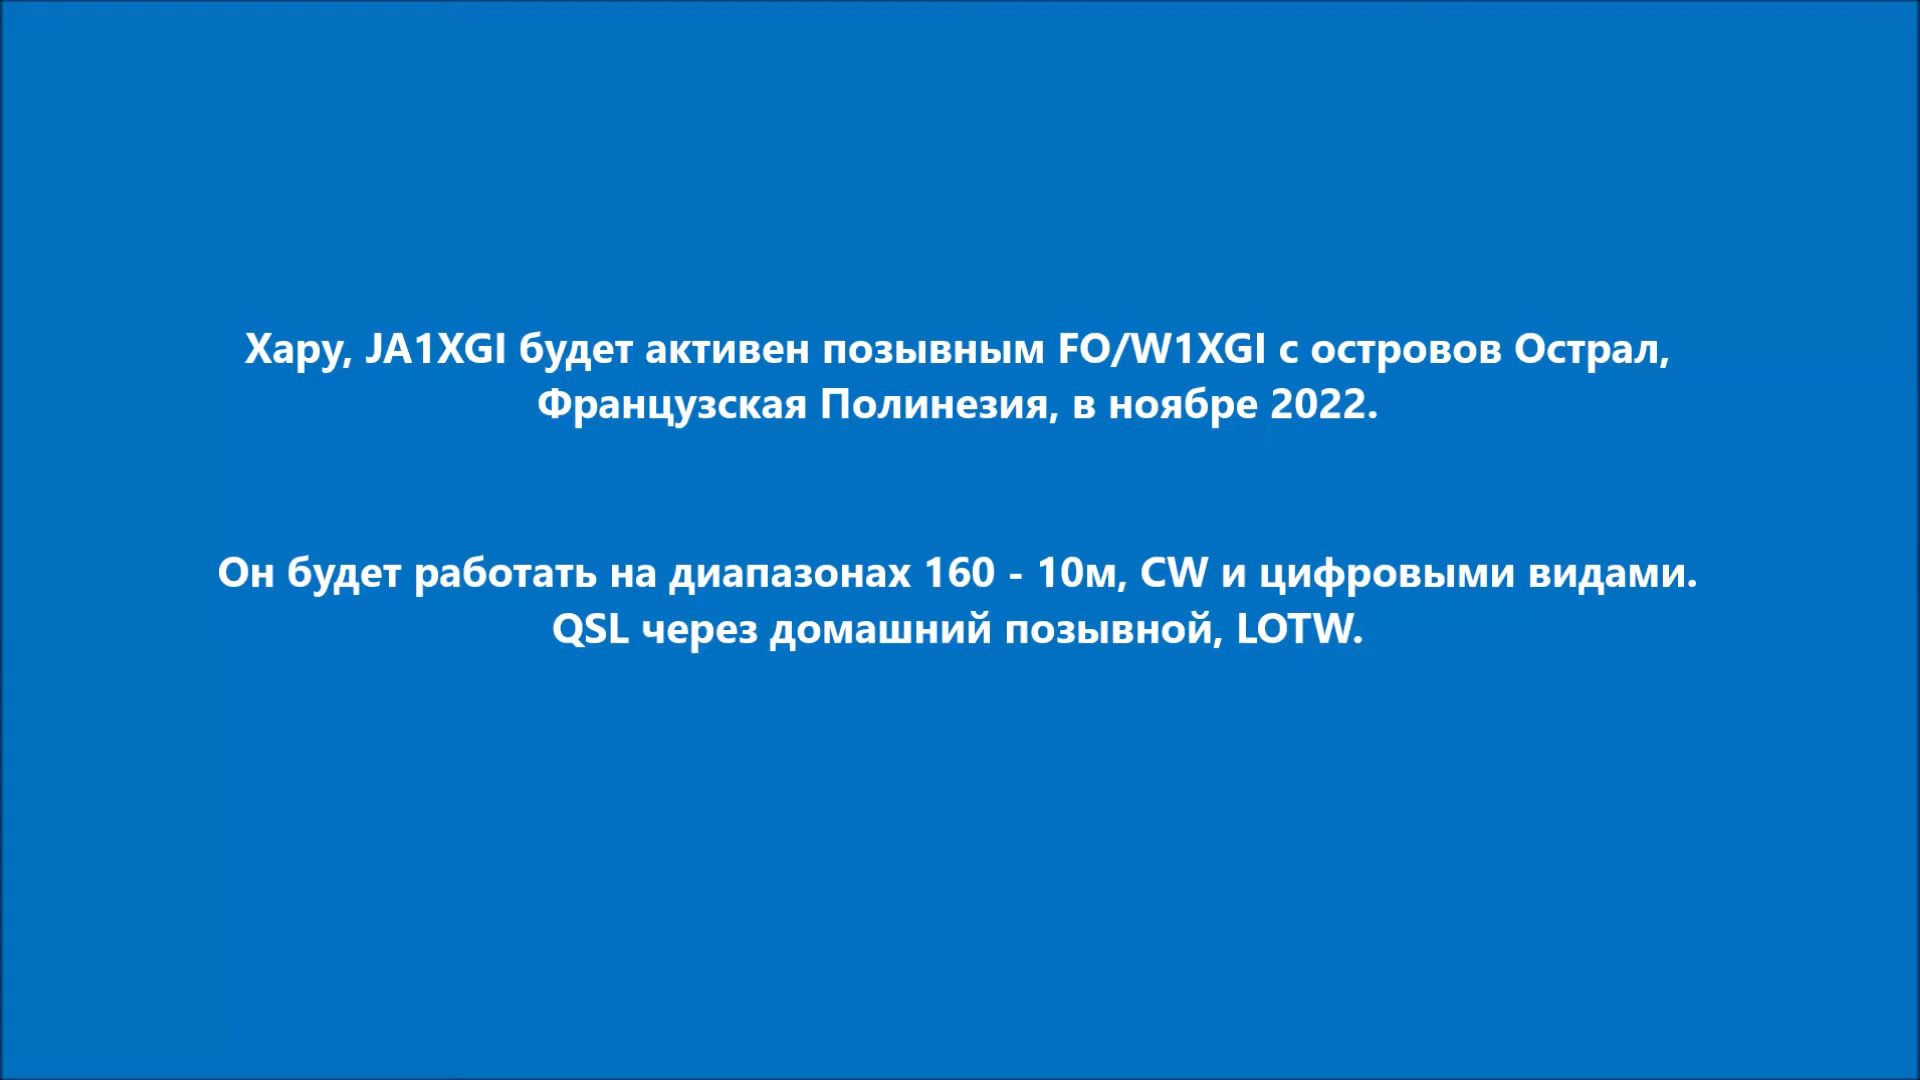 Хару, JA1XGI будет активен позывным FO/W1XGI с островов Острал,
Французская Полинезия, в ноябре 2022.
Он будет работать на диапазонах 160 - 10м, CW и цифровыми видами.
QSL через домашний позывной, LOTW.